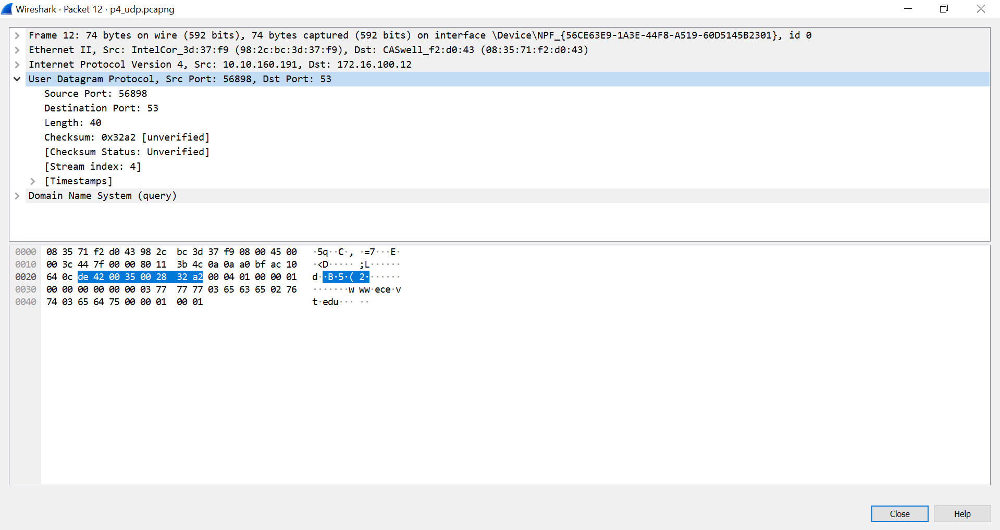 Wireshark · Packet 12 · p4_udp.pcapng
Frame 12: 74 bytes on wire (592 bits), 74 bytes captured (592 bits) on interface \Device\NPF_{56CE63E9-1A3E-44F8-A519-60D5145B2301}, id 0
Ethernet II, Src: IntelCor_3d:37:f9 (98:2c:bc:3d:37:f9), Dst: CASwell_f2:d0:43 (08:35:71:f2:d0:43)
Internet Protocol Version 4, Src: 10.10.160.191, Dst: 172.16.100.12
User Datagram Protocol, Src Port: 56898, Dst Port: 53
Source Port: 56898
Destination Port: 53
Length: 40
Checksum: 0x32a2 [unverified]
[Checksum Status: Unverified]
[Stream index: 4]
[Timestamps]
Domain Name System (query)
0000 08 35 71 f2 d0 43 98 2c bc 3d 37 f9 08 00 45 00 ·5q··C·, ·=7···E·
0010 00 3c 44 7f 00 00 80 11 3b 4c 0a 0a a0 bf ac 10 ·<D····· ;L······
0020 64 0c de 42 00 35 00 28 32 a2 00 04 01 00 00 01 d··B·5·( 2·······
0030 00 00 00 00 00 00 03 77 77 77 03 65 63 65 02 76 ·······w ww·ece·v
0040 74 03 65 64 75 00 00 01 00 01 t·edu··· ··
Close
Help